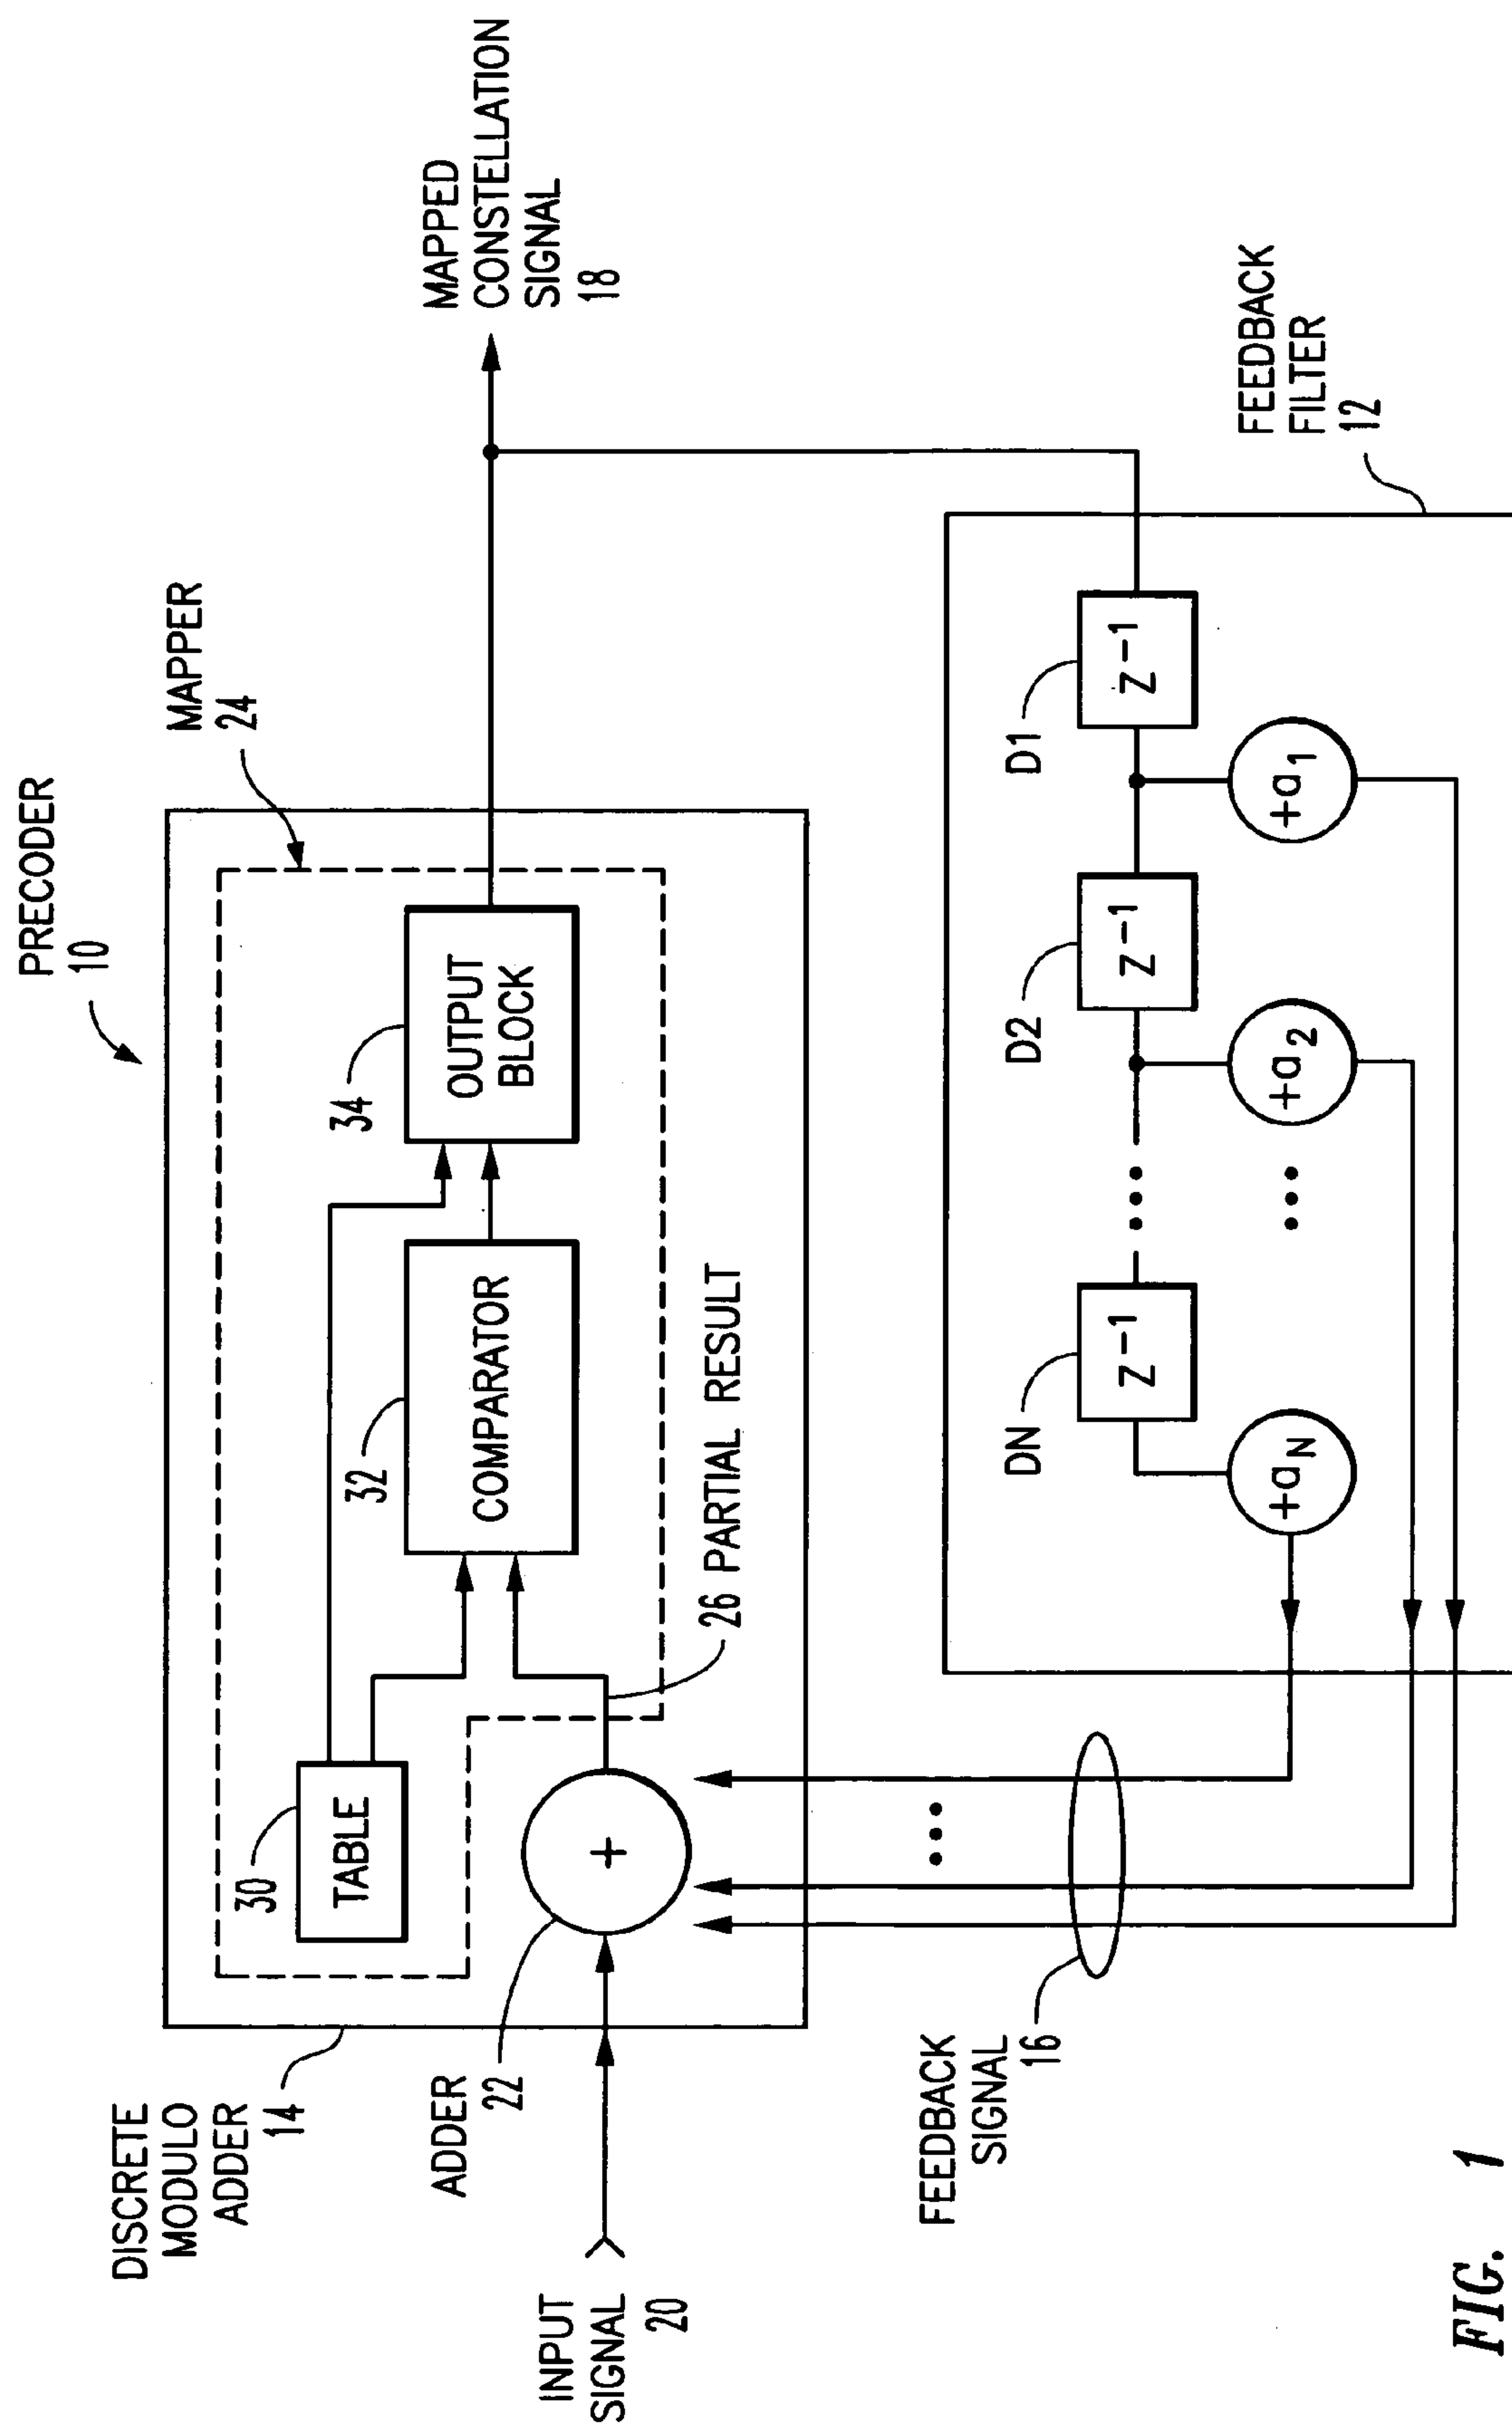 PRECODER
10
MAPPER
24
DISCRETE
MODULO
ADDER
14
30
TABLE
32
COMPARATOR
34
OUTPUT
BLOCK
MAPPED
CONSTELLATION
SIGNAL
18
ADDER
22
26 PARTIAL RESULT
INPUT
SIGNAL
20
FEEDBACK
SIGNAL
16
FEEDBACK
FILTER
12
DN
Z⁻¹
D2
Z⁻¹
D1
Z⁻¹
+
+a_N
+a₂
+a₁
FIG. 1